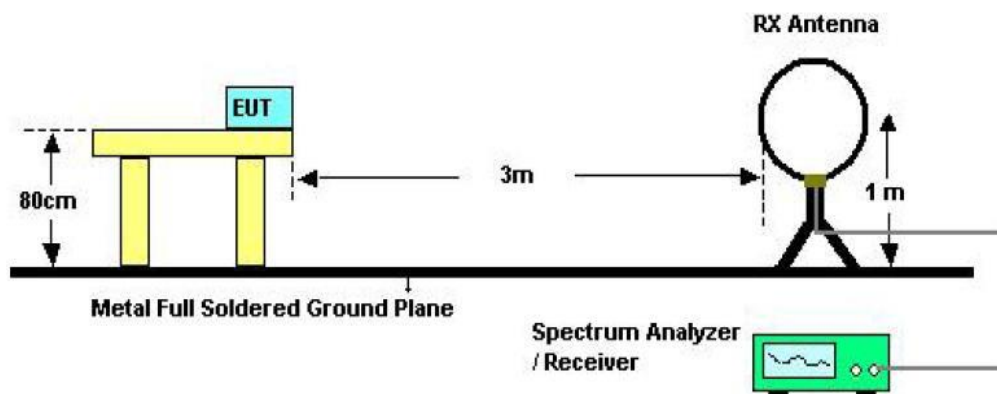 RX Antenna
EUT
80cm
3m
1 m
Metal Full Soldered Ground Plane
Spectrum Analyzer
/ Receiver